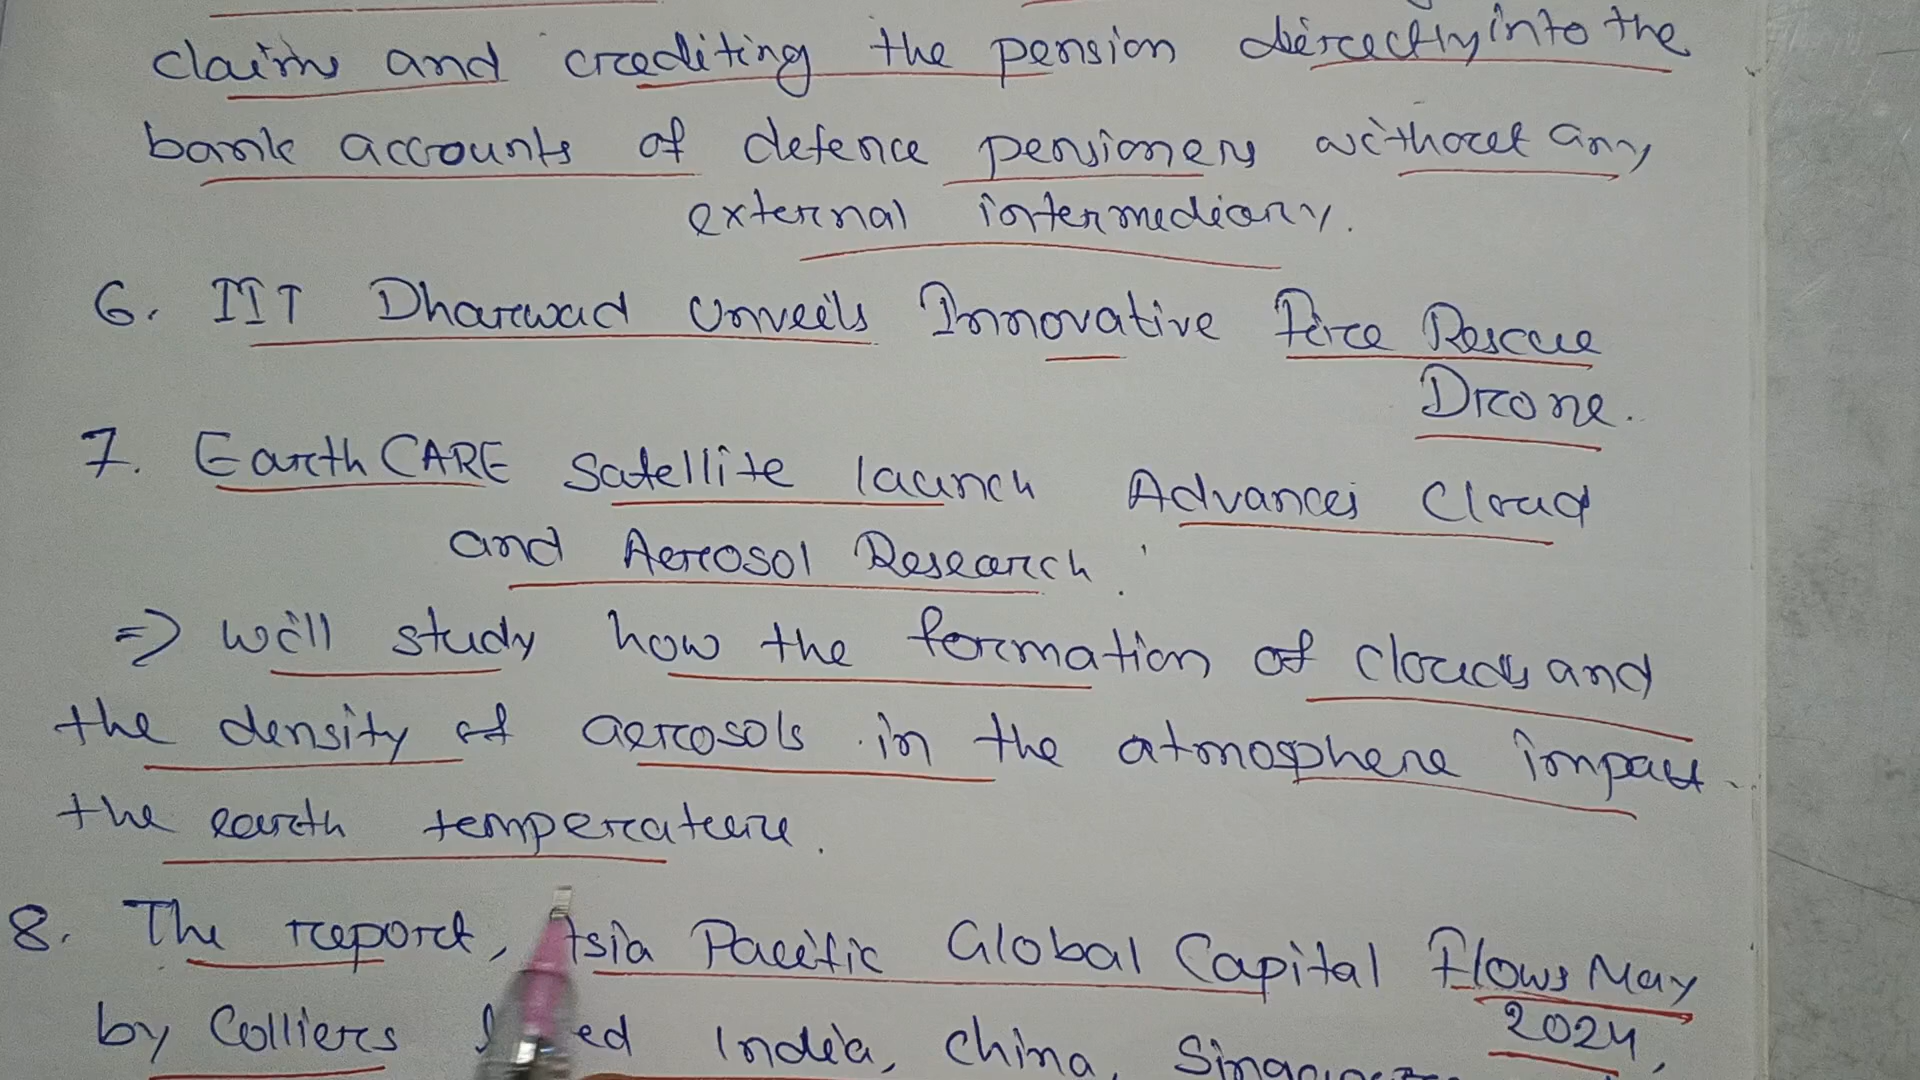 claims and crediting the pension directly into the
bank accounts of defence pensioners without any
external intermediary.
6. IIT Dharwad Unveils Innovative Fire Rescue
Drone.
7. EarthCARE Satellite launch Advances Cloud
and Aerosol Research.
=> will study how the formation of clouds and
the density of aerosols in the atmosphere impact
the earth temperature.
8. The report, Asia Pacific Global Capital Flows May
2024,
by Colliers India, China,